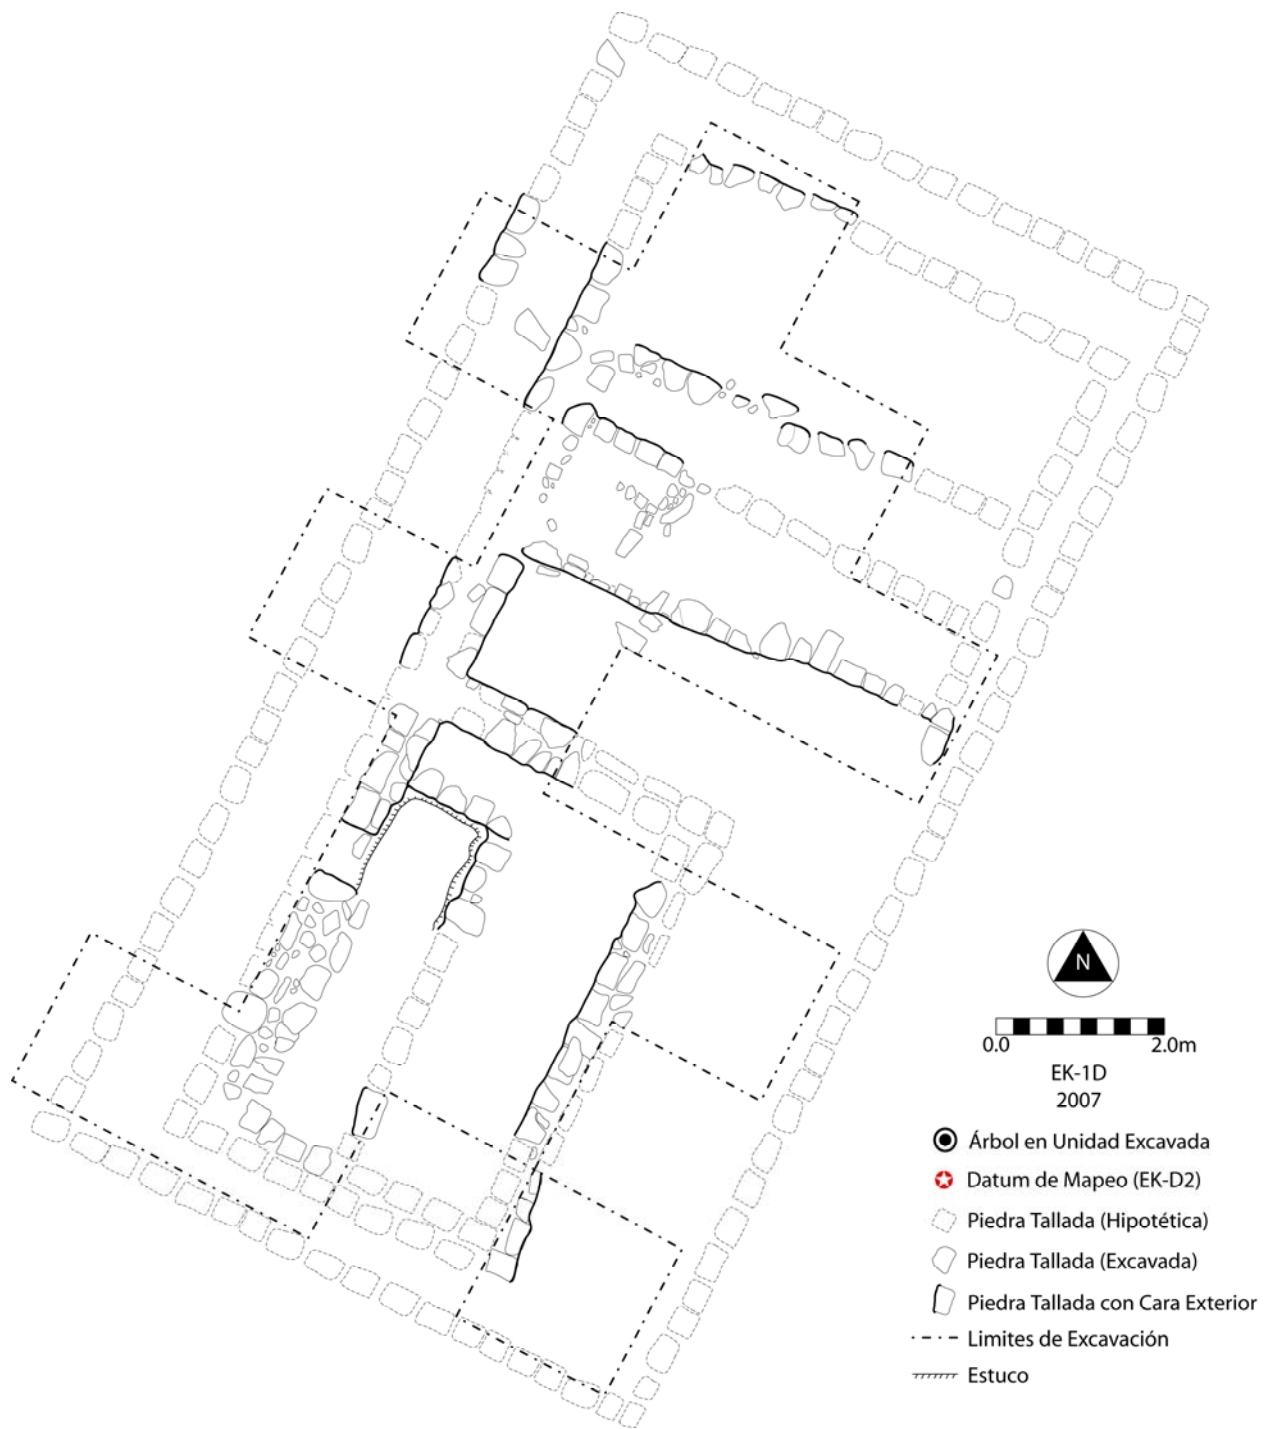 N
0.0 2.0m
EK-1D
2007
Árbol en Unidad Excavada
Datum de Mapeo (EK-D2)
Piedra Tallada (Hipotética)
Piedra Tallada (Excavada)
Piedra Tallada con Cara Exterior
Limites de Excavación
Estuco